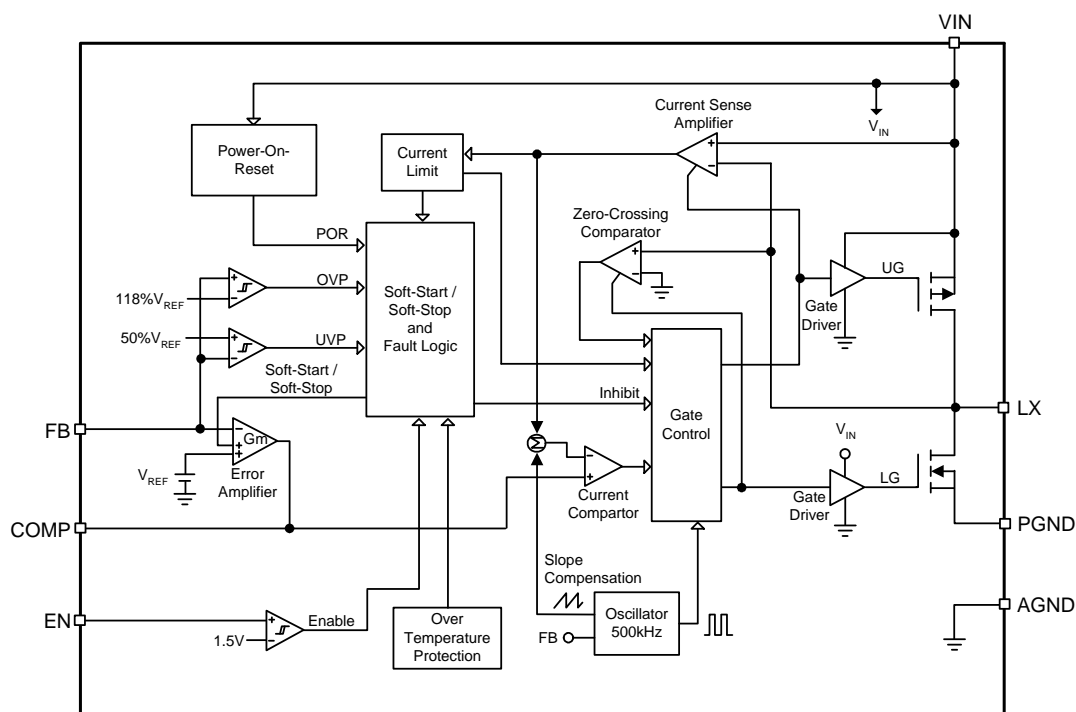 VIN
Current Sense
Amplifier
V_IN
Power-On-
Reset
Current
Limit
+
−
Zero-Crossing
Comparator
POR
+
−
UG
Gate
Driver
+
−
OVP
118%V_REF
Soft-Start /
Soft-Stop
and
Fault Logic
50%V_REF
+
−
UVP
Soft-Start /
Soft-Stop
Inhibit
Gate
Control
LX
FB
−
+
+
Gm
V_REF
Error
Amplifier
Σ
−
+
Current
Compartor
V_IN
LG
Gate
Driver
COMP
PGND
Slope
Compensation
EN
+
−
1.5V
Enable
Over
Temperature
Protection
Oscillator
500kHz
FB
AGND